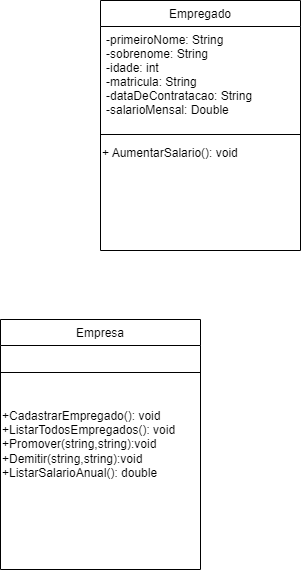 Empregado
-primeiroNome: String
-sobrenome: String
-idade: int
-matricula: String
-dataDeContratacao: String
-salarioMensal: Double
+ AumentarSalario(): void
Empresa
+CadastrarEmpregado(): void
+ListarTodosEmpregados(): void
+Promover(string,string):void
+Demitir(string,string):void
+ListarSalarioAnual(): double